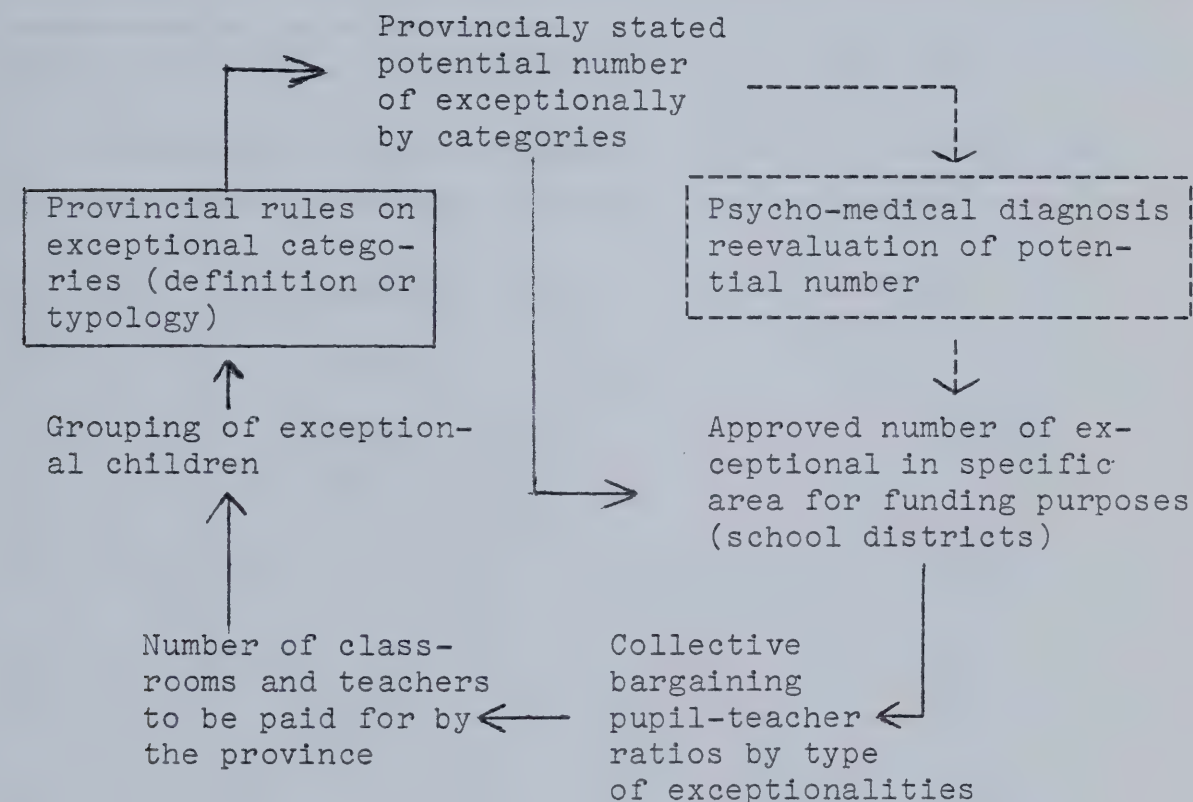 Provincialy stated
potential number
of exceptionally
by categories
Provincial rules on
exceptional catego-
ries (definition or
typology)
Psycho-medical diagnosis
reevaluation of poten-
tial number
Grouping of exception-
al children
Approved number of ex-
ceptional in specific
area for funding purposes
(school districts)
Number of class-
rooms and teachers
to be paid for by
the province
Collective
bargaining
pupil-teacher
ratios by type
of exceptionalities